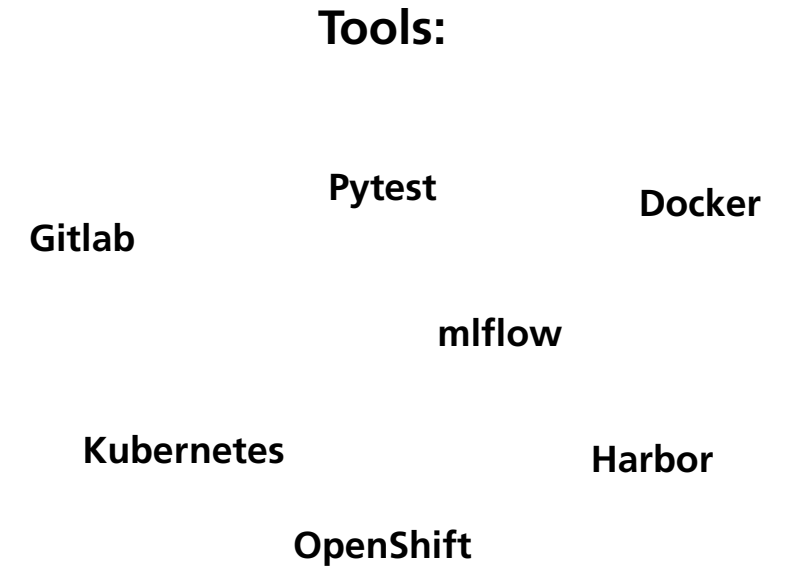 Tools:
Pytest
Docker
Gitlab
mlflow
Kubernetes
Harbor
OpenShift